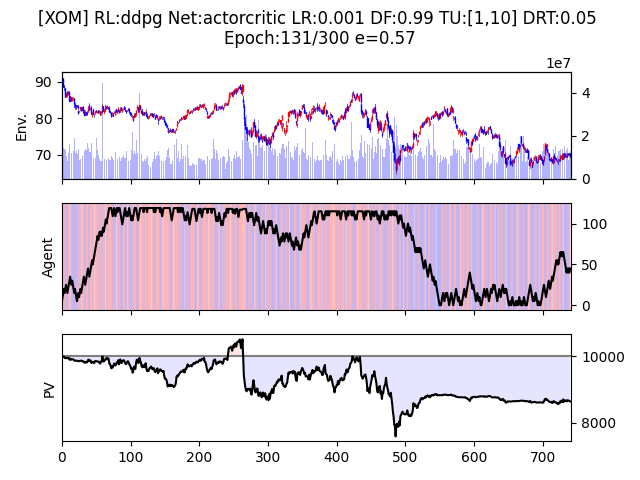 [XOM] RL:ddpg Net:actorcritic LR:0.001 DF:0.99 TU:[1,10] DRT:0.05
Epoch:131/300 e=0.57
1e7
90
80
70
Env.
4
2
0
Agent
100
50
0
PV
10000
8000
0 100 200 300 400 500 600 700